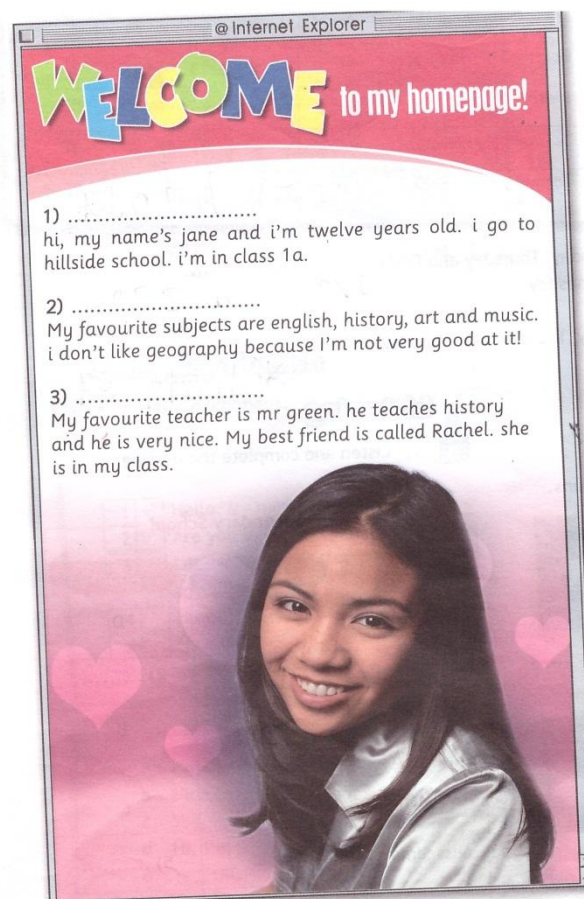 @ Internet Explorer
WELCOME to my homepage!
1) ..............................
hi, my name's jane and i'm twelve years old. i go to
hillside school. i'm in class 1a.
2) ..............................
My favourite subjects are english, history, art and music.
i don't like geography because I'm not very good at it!
3) ..............................
My favourite teacher is mr green. he teaches history
and he is very nice. My best friend is called Rachel. she
is in my class.